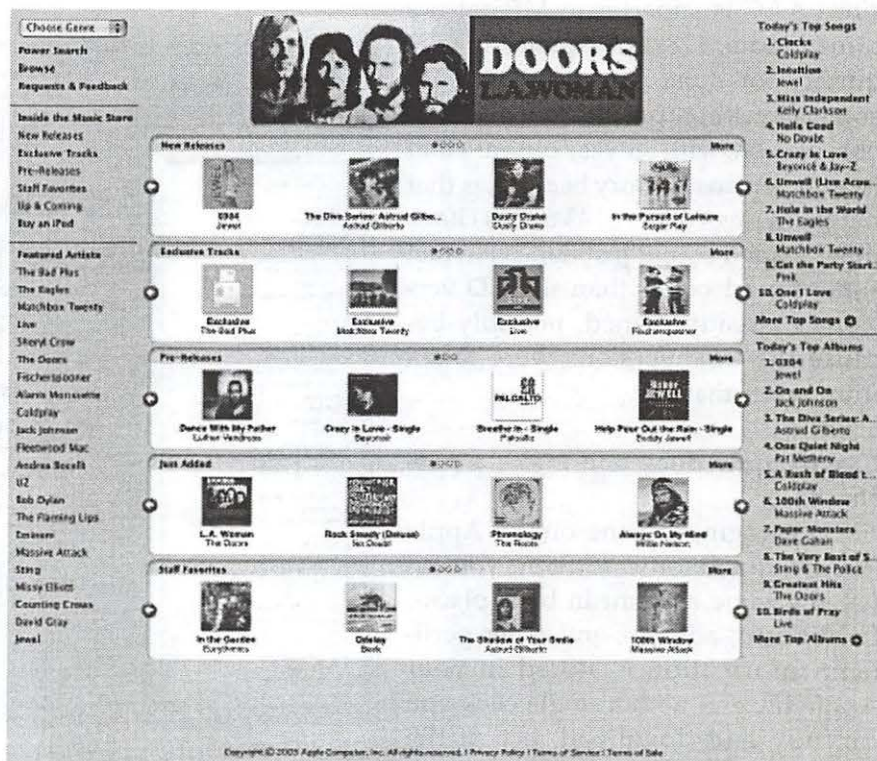 Choose Genre
Power Search
Browse
Requests & Feedback
Inside the Music Store
New Releases
Exclusive Tracks
Pre-Releases
Staff Favorites
Up & Coming
Buy an iPod
Featured Artists
The Bad Plus
The Eagles
Matchbox Twenty
Live
Sheryl Crow
The Doors
Fischerspooner
Alanis Morissette
Coldplay
Jack Johnson
Fleetwood Mac
Andrea Bocelli
U2
Bob Dylan
The Flaming Lips
Eminem
Massive Attack
Sting
Missy Elliott
Counting Crows
David Gray
Jewel
DOORS
L.A.WOMAN
New Releases
More
0304
Jewel
The Diva Series: Astrud Gilbe...
Astrud Gilberto
Dusty Drake
Dusty Drake
In the Pursuit of Leisure
Sugar Ray
Exclusive Tracks
More
Exclusive
The Bad Plus
Exclusive
Matchbox Twenty
Exclusive
Live
Exclusive
Fischerspooner
Pre-Releases
More
PALOALTO
Buddy
JEWELL
Dance With My Father
Luther Vandross
Crazy In Love - Single
Beyoncé
Breathe In - Single
Paloalto
Help Pour Out the Rain - Single
Buddy Jewell
Just Added
More
L.A. Woman
The Doors
Rock Steady (Deluxe)
No Doubt
Phrenology
The Roots
Always On My Mind
Willie Nelson
Staff Favorites
More
In the Garden
Eurythmics
Odelay
Beck
The Shadow of Your Smile
Astrud Gilberto
100th Window
Massive Attack
Today's Top Songs
1. Clocks
Coldplay
2. Intuition
Jewel
3. Miss Independent
Kelly Clarkson
4. Hella Good
No Doubt
5. Crazy In Love
Beyoncé & Jay-Z
6. Unwell (Live Acou...
Matchbox Twenty
7. Hole in the World
The Eagles
8. Unwell
Matchbox Twenty
9. Get the Party Start...
Pink
10. One I Love
Coldplay
More Top Songs
Today's Top Albums
1. 0304
Jewel
2. On and On
Jack Johnson
3. The Diva Series: A...
Astrud Gilberto
4. One Quiet Night
Pat Metheny
5. A Rush of Blood t...
Coldplay
6. 100th Window
Massive Attack
7. Paper Monsters
Dave Gahan
8. The Very Best of S...
Sting & The Police
9. Greatest Hits
The Doors
10. Birds of Pray
Live
More Top Albums
Copyright © 2003 Apple Computer, Inc. All rights reserved. | Privacy Policy | Terms of Service | Terms of Sale